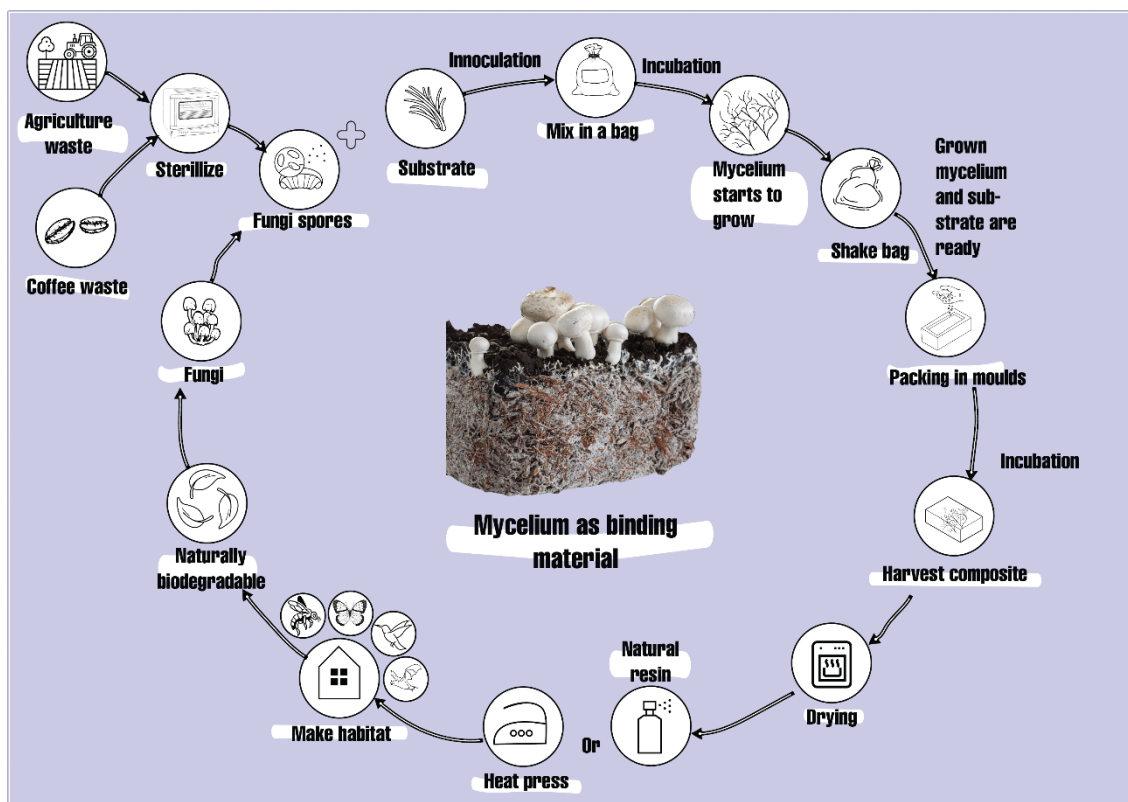 Agriculture
waste
Sterillize
Coffee waste
Fungi spores
Substrate
Innoculation
Mix in a bag
Incubation
Mycelium
starts to
grow
Shake bag
Grown
mycelium
and sub-
strate are
ready
Packing in moulds
Incubation
Harvest composite
Drying
Natural
resin
Or
Heat press
Make habitat
Naturally
biodegradable
Fungi
Mycelium as binding
material